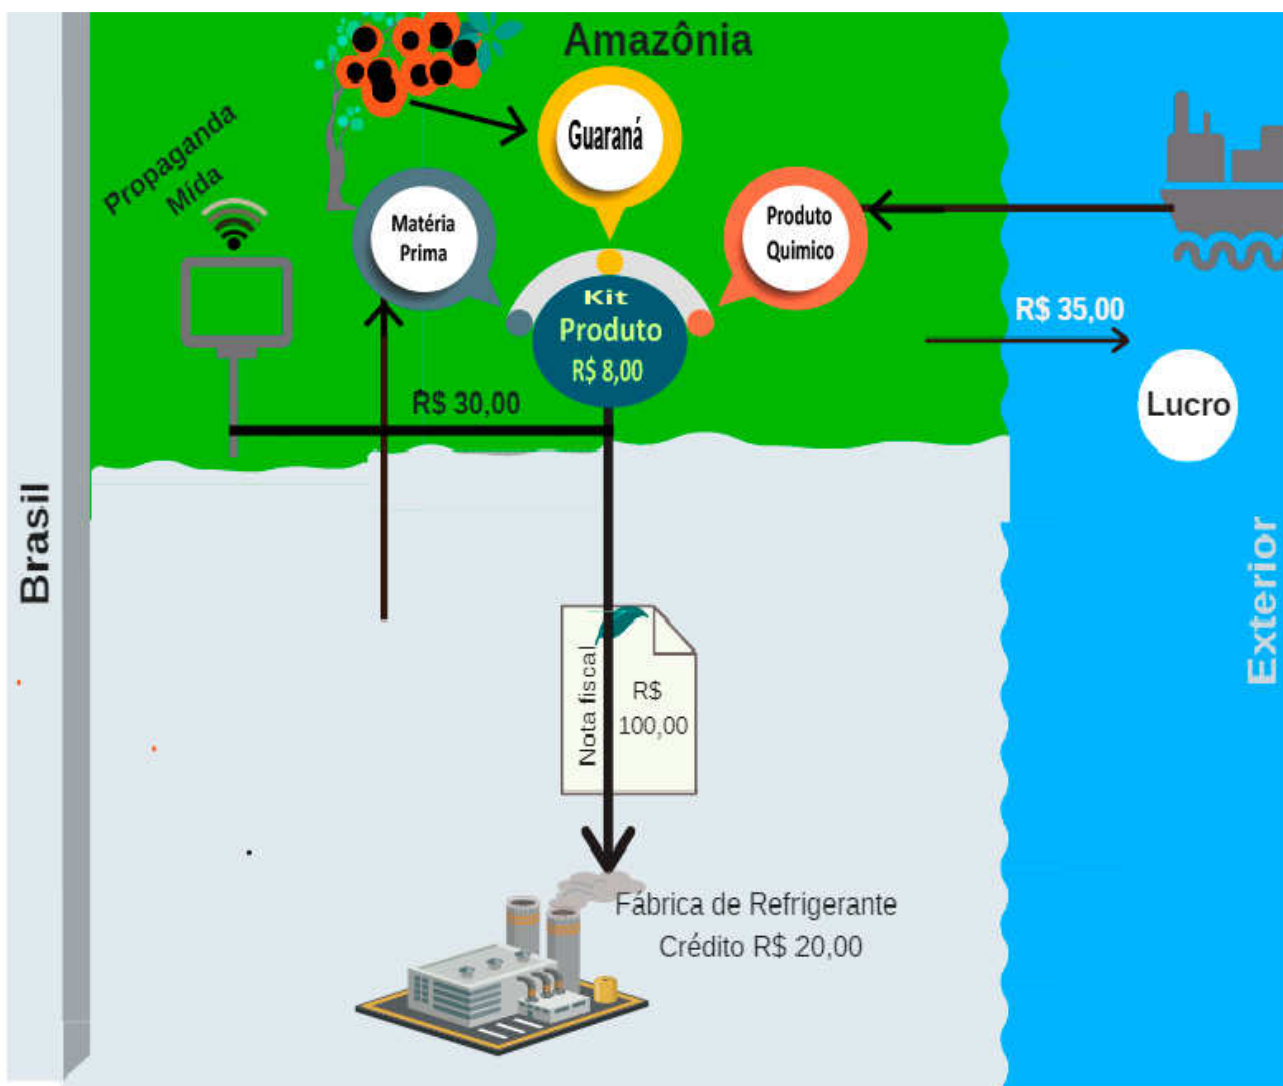 Amazônia
Propaganda
Mída
Guaraná
Matéria
Prima
Produto
Quimico
Kit
Produto
R$ 8,00
R$ 35,00
Lucro
R$ 30,00
Brasil
Exterior
Nota fiscal
R$
100,00
Fábrica de Refrigerante
Crédito R$ 20,00